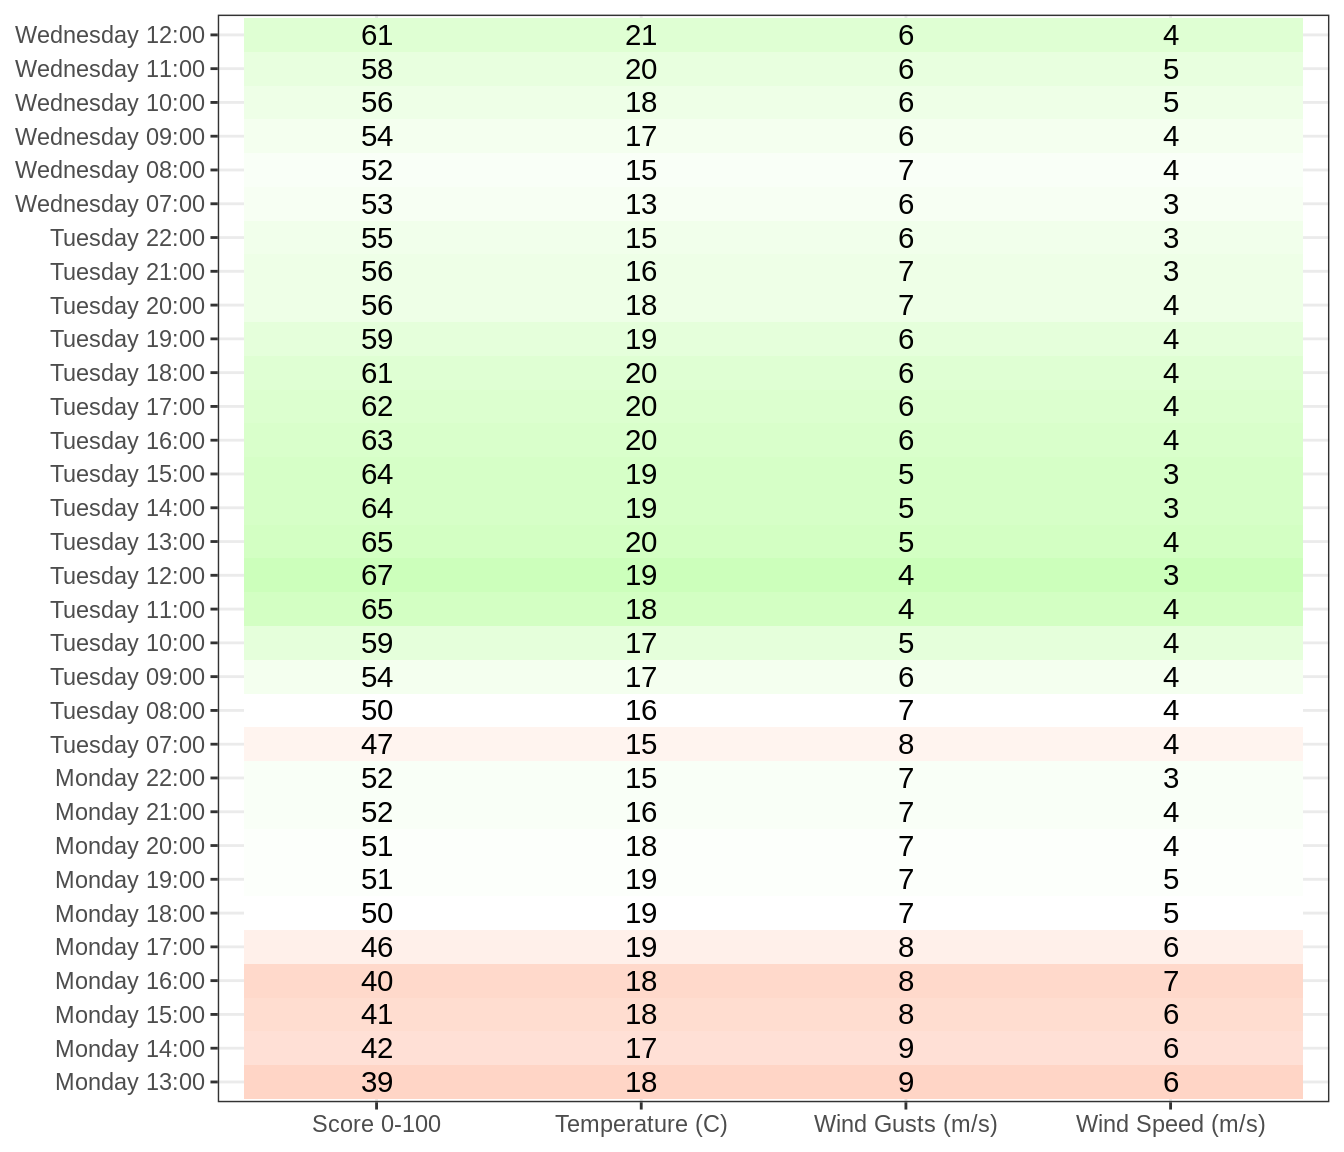 Wednesday 12:00 61 21 6 4
Wednesday 11:00 58 20 6 5
Wednesday 10:00 56 18 6 5
Wednesday 09:00 54 17 6 4
Wednesday 08:00 52 15 7 4
Wednesday 07:00 53 13 6 3
Tuesday 22:00 55 15 6 3
Tuesday 21:00 56 16 7 3
Tuesday 20:00 56 18 7 4
Tuesday 19:00 59 19 6 4
Tuesday 18:00 61 20 6 4
Tuesday 17:00 62 20 6 4
Tuesday 16:00 63 20 6 4
Tuesday 15:00 64 19 5 3
Tuesday 14:00 64 19 5 3
Tuesday 13:00 65 20 5 4
Tuesday 12:00 67 19 4 3
Tuesday 11:00 65 18 4 4
Tuesday 10:00 59 17 5 4
Tuesday 09:00 54 17 6 4
Tuesday 08:00 50 16 7 4
Tuesday 07:00 47 15 8 4
Monday 22:00 52 15 7 3
Monday 21:00 52 16 7 4
Monday 20:00 51 18 7 4
Monday 19:00 51 19 7 5
Monday 18:00 50 19 7 5
Monday 17:00 46 19 8 6
Monday 16:00 40 18 8 7
Monday 15:00 41 18 8 6
Monday 14:00 42 17 9 6
Monday 13:00 39 18 9 6
Score 0-100 Temperature (C) Wind Gusts (m/s) Wind Speed (m/s)